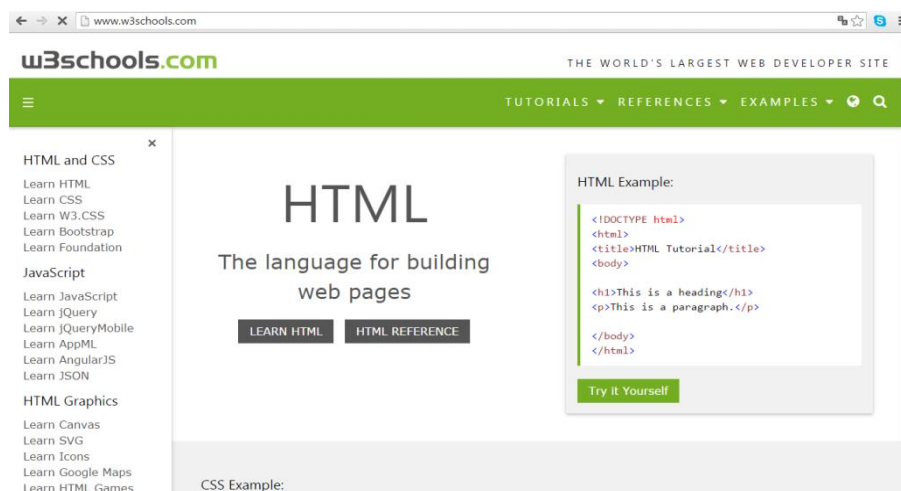 www.w3schools.com
w3schools.com
THE WORLD'S LARGEST WEB DEVELOPER SITE
TUTORIALS REFERENCES EXAMPLES
HTML and CSS
Learn HTML
Learn CSS
Learn W3.CSS
Learn Bootstrap
Learn Foundation
JavaScript
Learn JavaScript
Learn jQuery
Learn jQueryMobile
Learn AppML
Learn AngularJS
Learn JSON
HTML Graphics
Learn Canvas
Learn SVG
Learn Icons
Learn Google Maps
Learn HTML Games
HTML
The language for building
web pages
LEARN HTML HTML REFERENCE
HTML Example:
<!DOCTYPE html>
<html>
<title>HTML Tutorial</title>
<body>
<h1>This is a heading</h1>
<p>This is a paragraph.</p>
</body>
</html>
Try it Yourself
CSS Example: